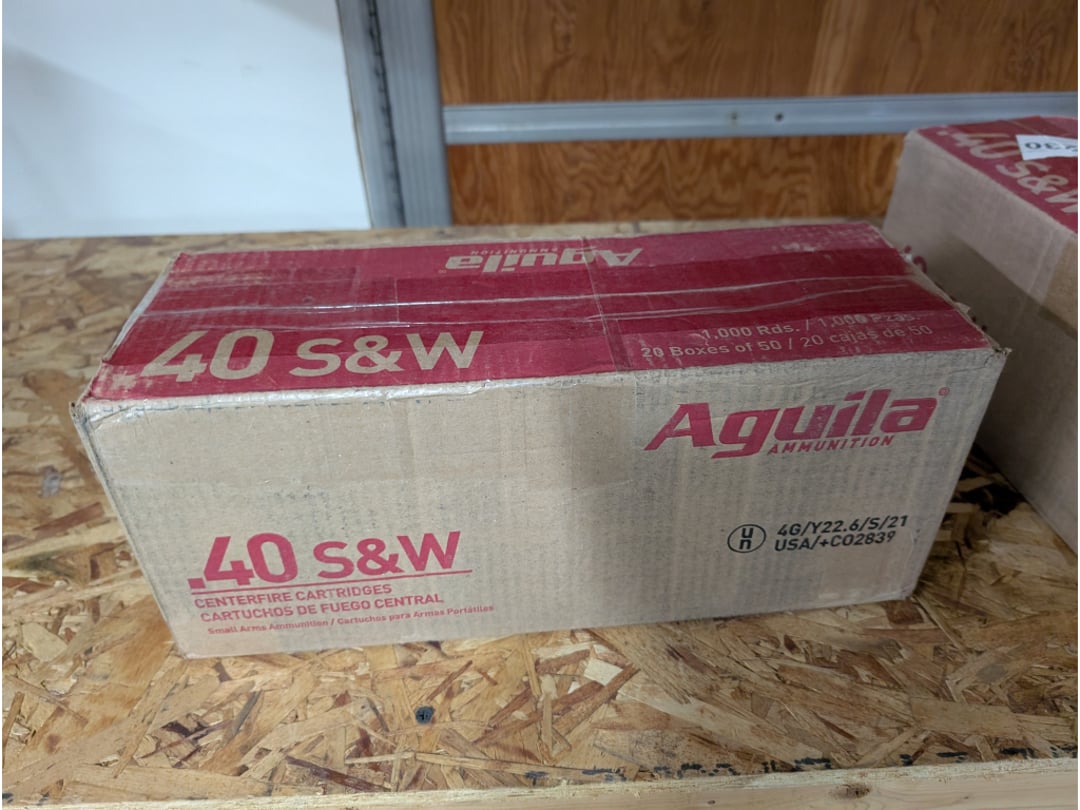 Aguila
AMMUNITION
.40 S&W
1,000 Rds. / 1,000 Pzas.
20 Boxes of 50 / 20 cajas de 50
Aguila®
AMMUNITION
un
4G/Y22.6/S/21
USA/+CO2839
.40 S&W
CENTERFIRE CARTRIDGES
CARTUCHOS DE FUEGO CENTRAL
Small Arms Ammunition / Cartuchos para Armas Portátiles
.40 S&W